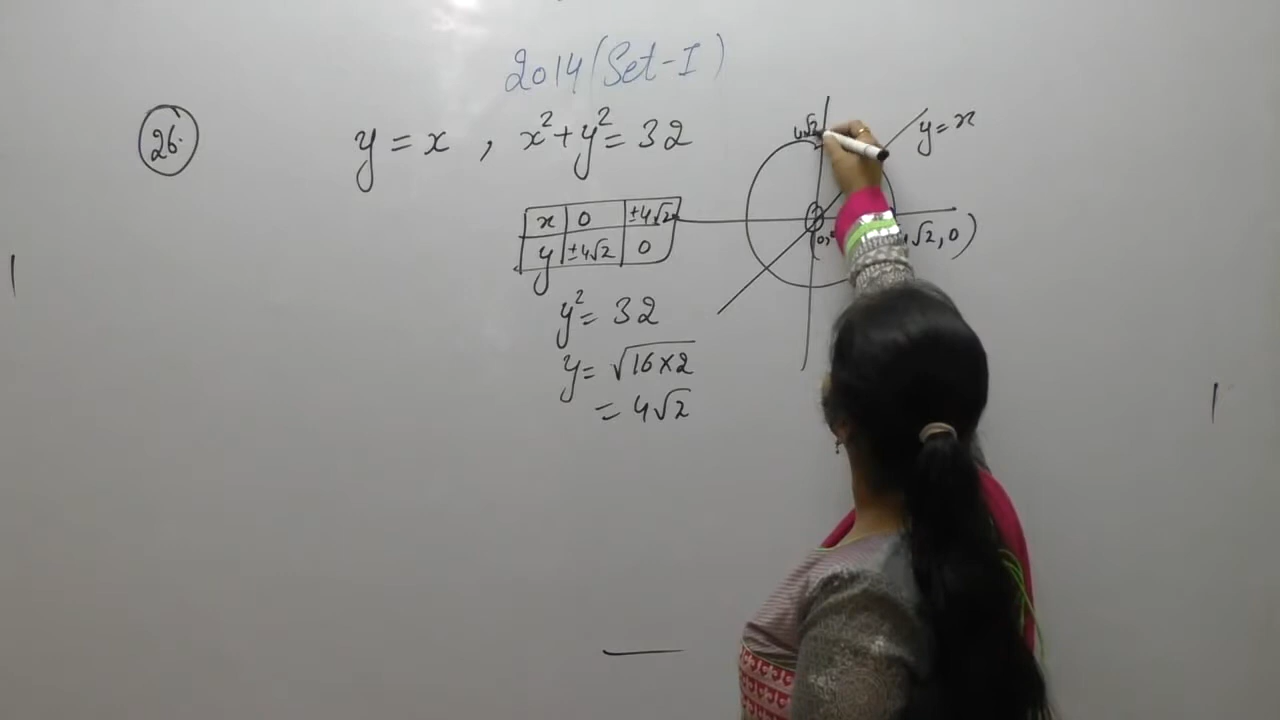 2014 (Set-I)
26.
y = x , x² + y² = 32
x 0 ±4√2
y ±4√2 0
y² = 32
y = √16×2
= 4√2
4√2
y = x
√2, 0)